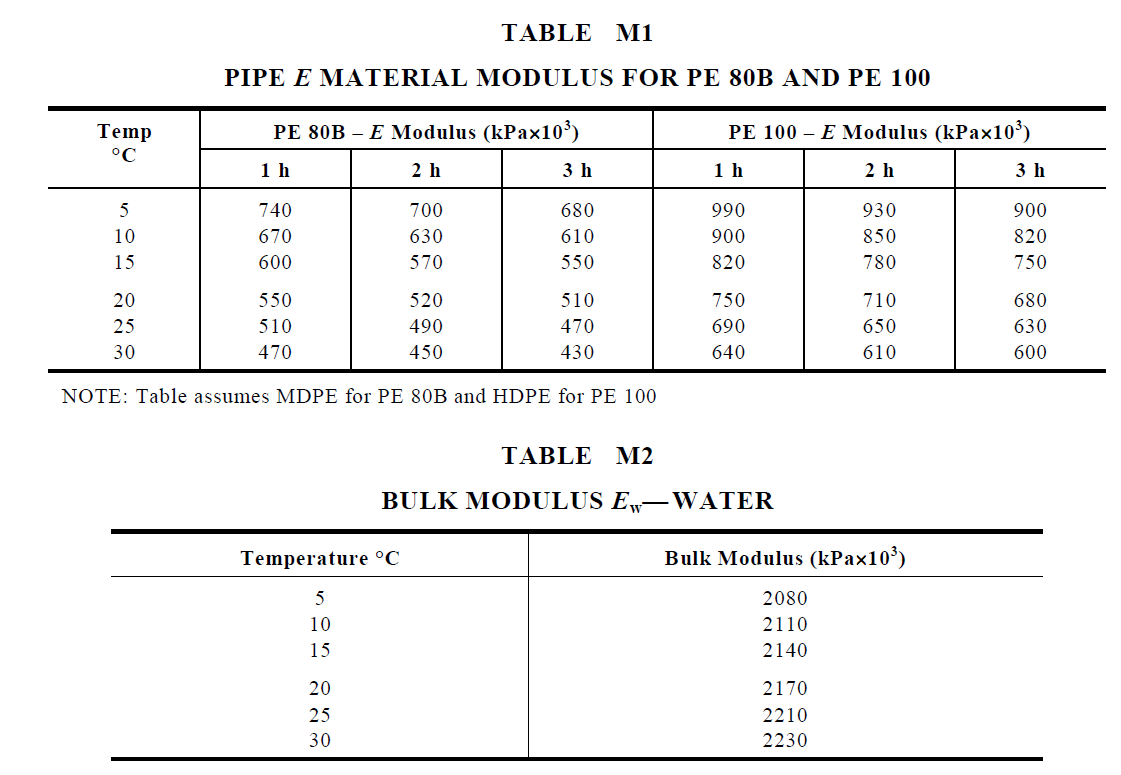 TABLE M1
PIPE E MATERIAL MODULUS FOR PE 80B AND PE 100
Temp °C PE 80B – E Modulus (kPa×10³) PE 100 – E Modulus (kPa×10³)
1 h 2 h 3 h 1 h 2 h 3 h
5 740 700 680 990 930 900
10 670 630 610 900 850 820
15 600 570 550 820 780 750
20 550 520 510 750 710 680
25 510 490 470 690 650 630
30 470 450 430 640 610 600
NOTE: Table assumes MDPE for PE 80B and HDPE for PE 100
TABLE M2
BULK MODULUS Ew—WATER
Temperature °C Bulk Modulus (kPa×10³)
5 2080
10 2110
15 2140
20 2170
25 2210
30 2230